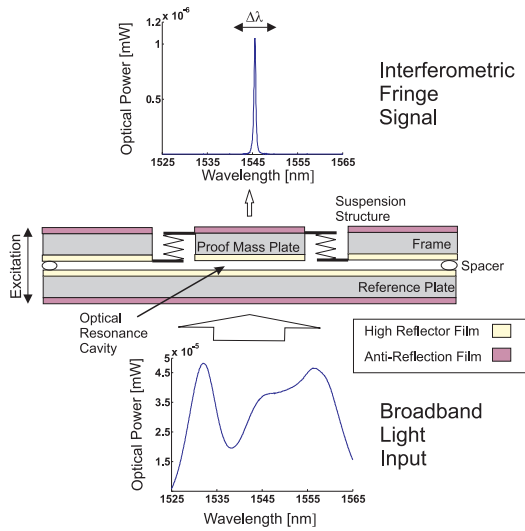 Δλ
x 10⁻⁶
1.2
1
0.5
Optical Power [mW]
1525 1535 1545 1555 1565
Wavelength [nm]
Interferometric
Fringe
Signal
Suspension
Structure
Proof Mass Plate
Frame
Spacer
Reference Plate
Excitation
Optical
Resonance
Cavity
High Reflector Film
Anti-Reflection Film
x 10⁻⁵
4.5
3
1.5
0
Optical Power [mW]
1525 1535 1545 1555 1565
Wavelength [nm]
Broadband
Light
Input